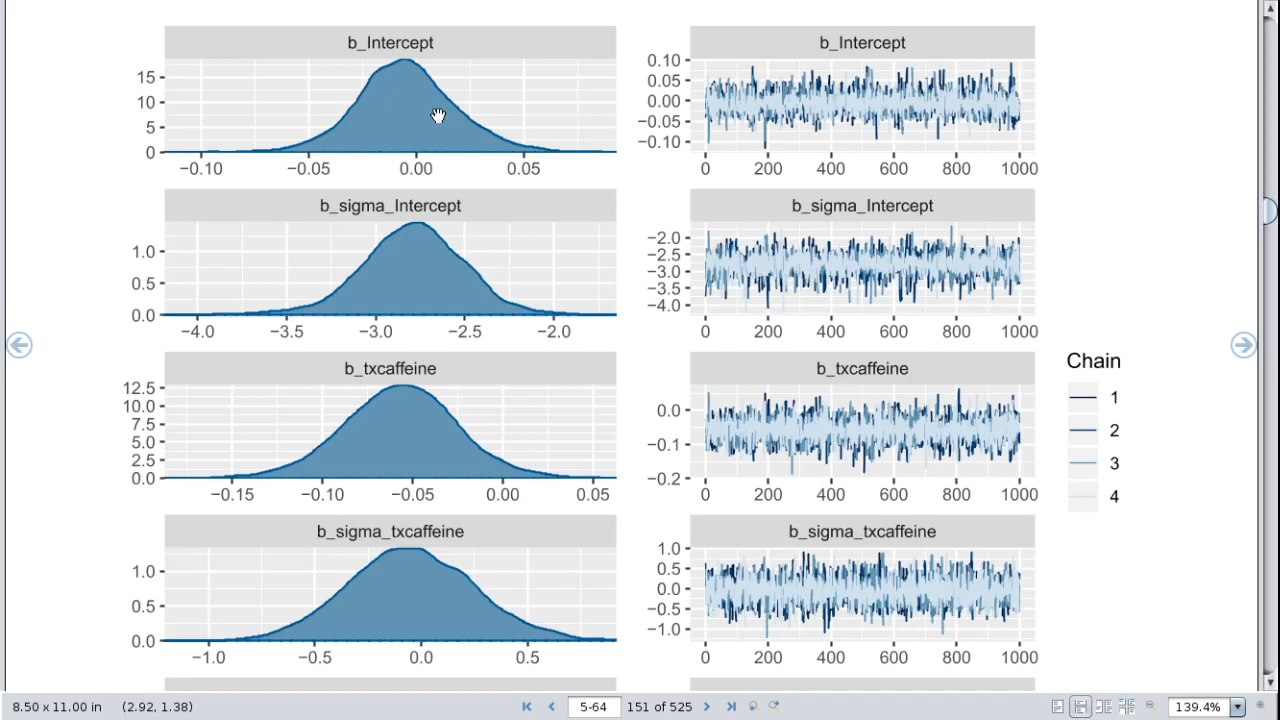 b_Intercept
15
10
5
0
−0.10 −0.05 0.00 0.05
b_Intercept
0.10
0.05
0.00
−0.05
−0.10
0 200 400 600 800 1000
b_sigma_Intercept
1.0
0.5
0.0
−4.0 −3.5 −3.0 −2.5 −2.0
b_sigma_Intercept
−2.0
−2.5
−3.0
−3.5
−4.0
0 200 400 600 800 1000
b_txcaffeine
12.5
10.0
7.5
5.0
2.5
0.0
−0.15 −0.10 −0.05 0.00 0.05
b_txcaffeine
0.0
−0.1
−0.2
0 200 400 600 800 1000
b_sigma_txcaffeine
1.0
0.5
0.0
−1.0 −0.5 0.0 0.5
b_sigma_txcaffeine
1.0
0.5
0.0
−0.5
−1.0
0 200 400 600 800 1000
Chain
1
2
3
4
8.50 x 11.00 in (2.92, 1.38) 5-64 151 of 525 139.4%